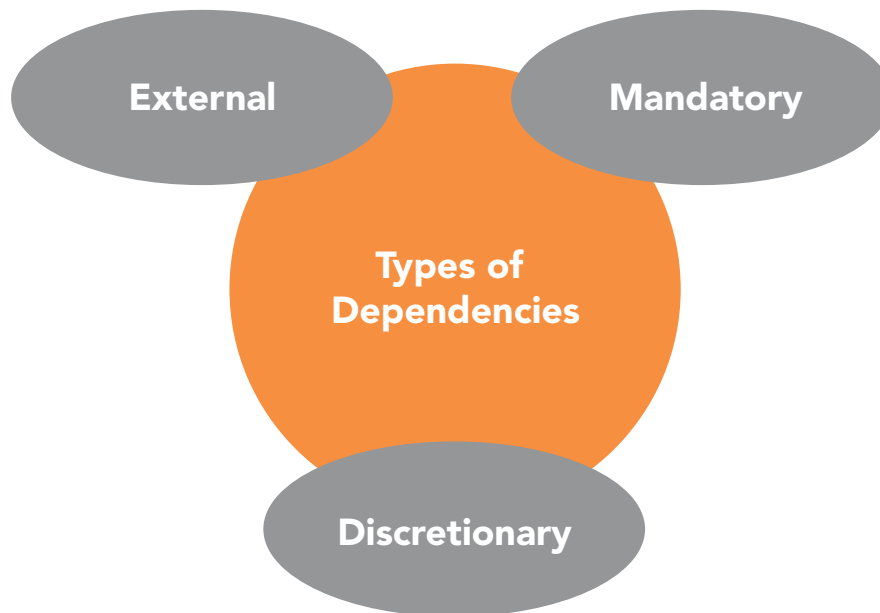 External
Mandatory
Types of
Dependencies
Discretionary